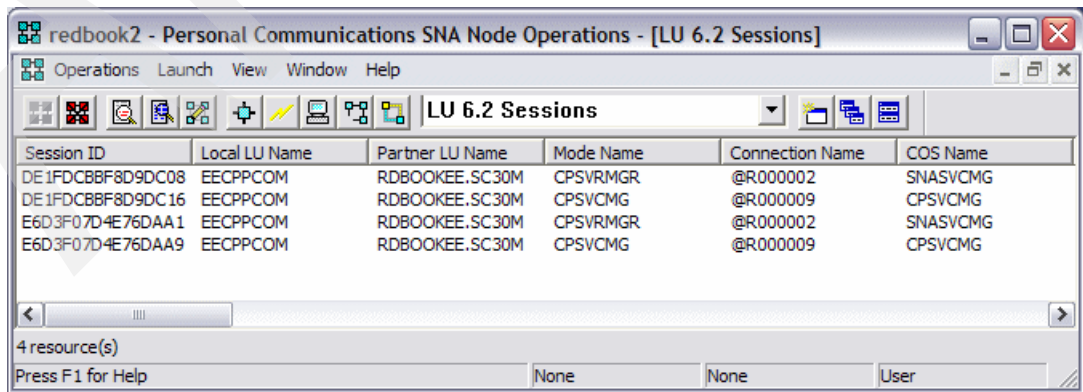 redbook2 - Personal Communications SNA Node Operations - [LU 6.2 Sessions]
Operations Launch View Window Help
LU 6.2 Sessions
Session ID Local LU Name Partner LU Name Mode Name Connection Name COS Name
DE1FDCBBF8D9DC08 EECPPCOM RDBOOKEE.SC30M CPSVRMGR @R000002 SNASVCMG
DE1FDCBBF8D9DC16 EECPPCOM RDBOOKEE.SC30M CPSVCMG @R000009 CPSVCMG
E6D3F07D4E76DAA1 EECPPCOM RDBOOKEE.SC30M CPSVRMGR @R000002 SNASVCMG
E6D3F07D4E76DAA9 EECPPCOM RDBOOKEE.SC30M CPSVCMG @R000009 CPSVCMG
4 resource(s)
Press F1 for Help None None User